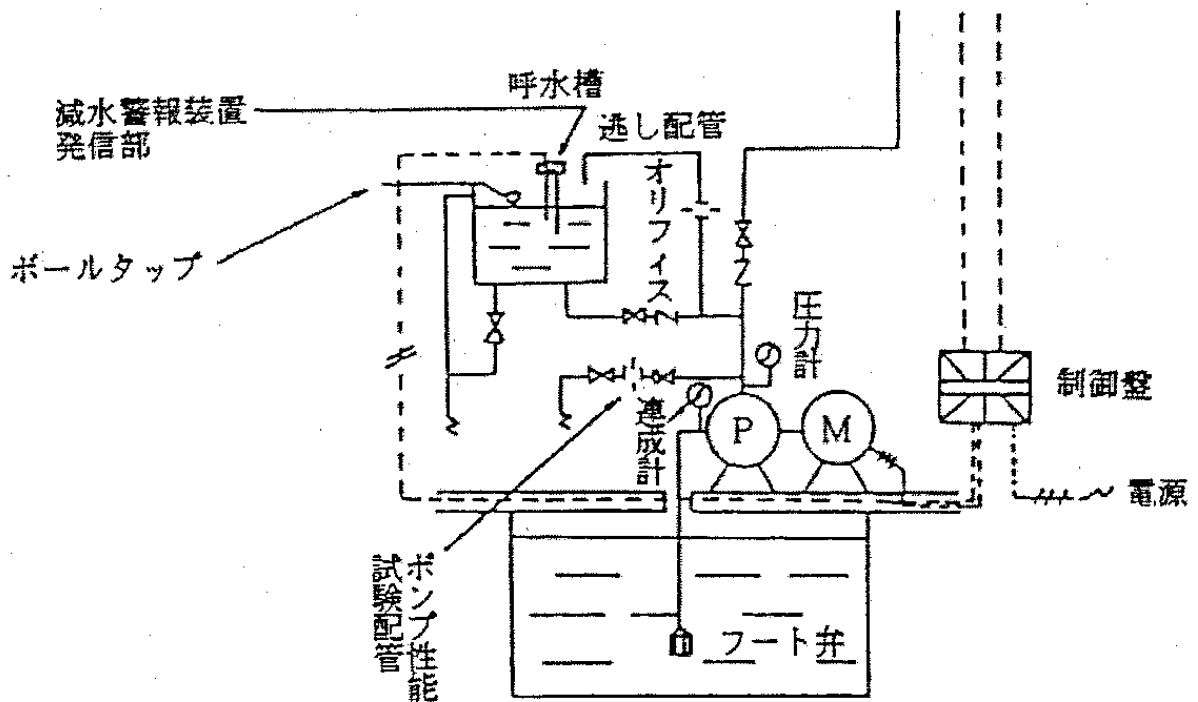 呼水槽
減水警報装置
発信部
逃し配管
オリフイス
ボールタップ
圧力計
制御盤
連成計
P
M
電源
ポンプ性能
試験配管
フート弁